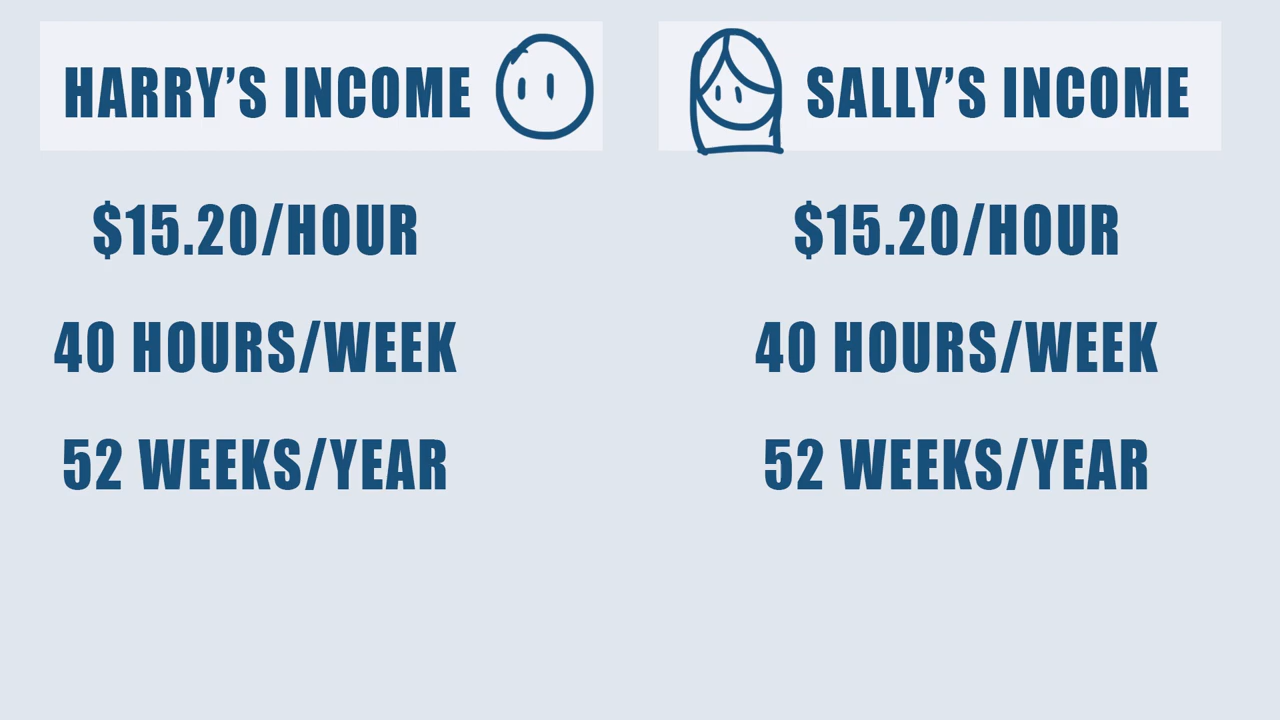 HARRY’S INCOME
$15.20/HOUR
40 HOURS/WEEK
52 WEEKS/YEAR
SALLY’S INCOME
$15.20/HOUR
40 HOURS/WEEK
52 WEEKS/YEAR